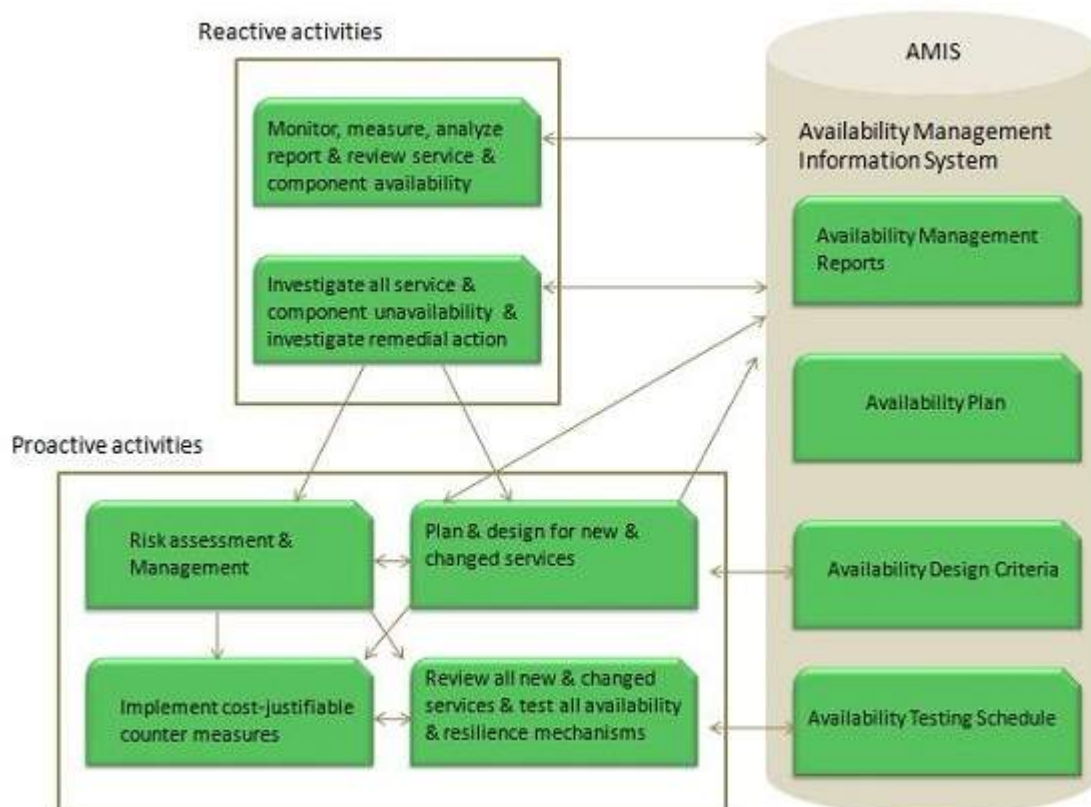 Reactive activities
Monitor, measure, analyze
report & review service &
component availability
Investigate all service &
component unavailability &
investigate remedial action
Proactive activities
Risk assessment &
Management
Plan & design for new &
changed services
Implement cost-justifiable
counter measures
Review all new & changed
services & test all availability
& resilience mechanisms
AMIS
Availability Management
Information System
Availability Management
Reports
Availability Plan
Availability Design Criteria
Availability Testing Schedule